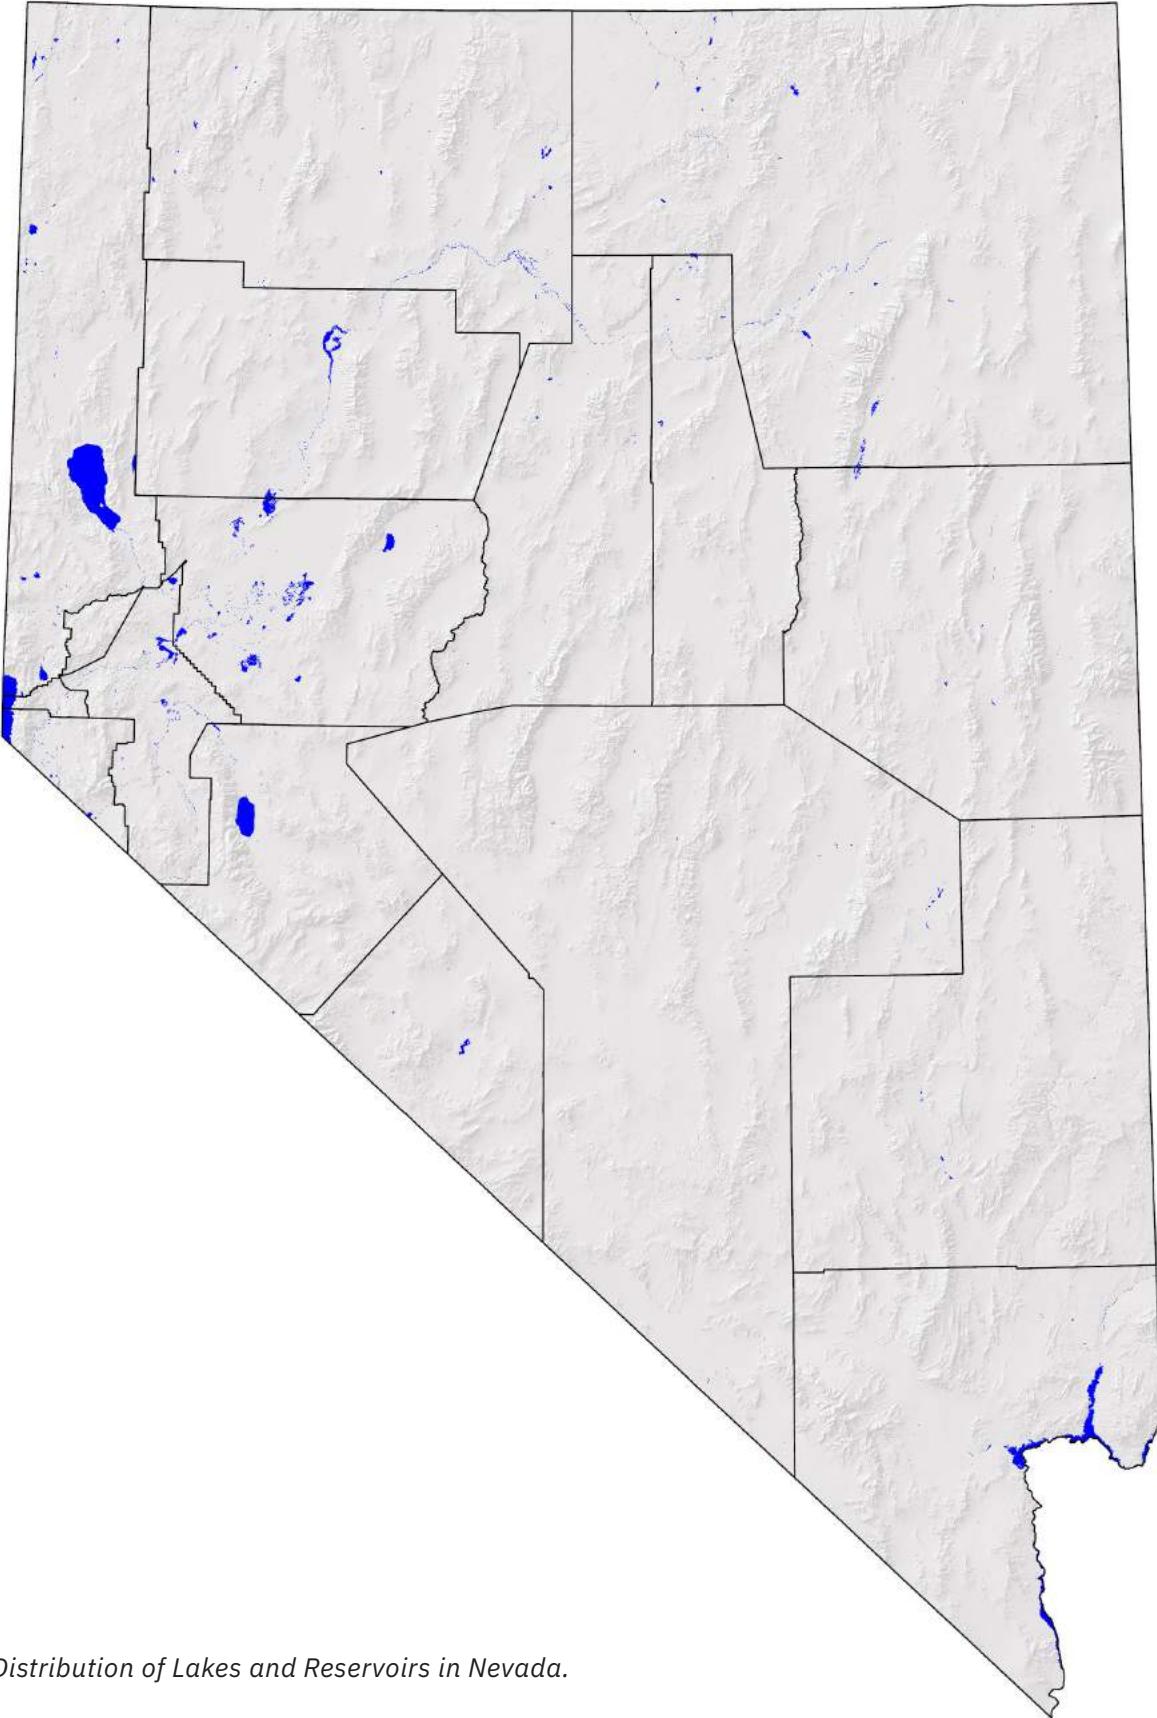 Distribution of Lakes and Reservoirs in Nevada.